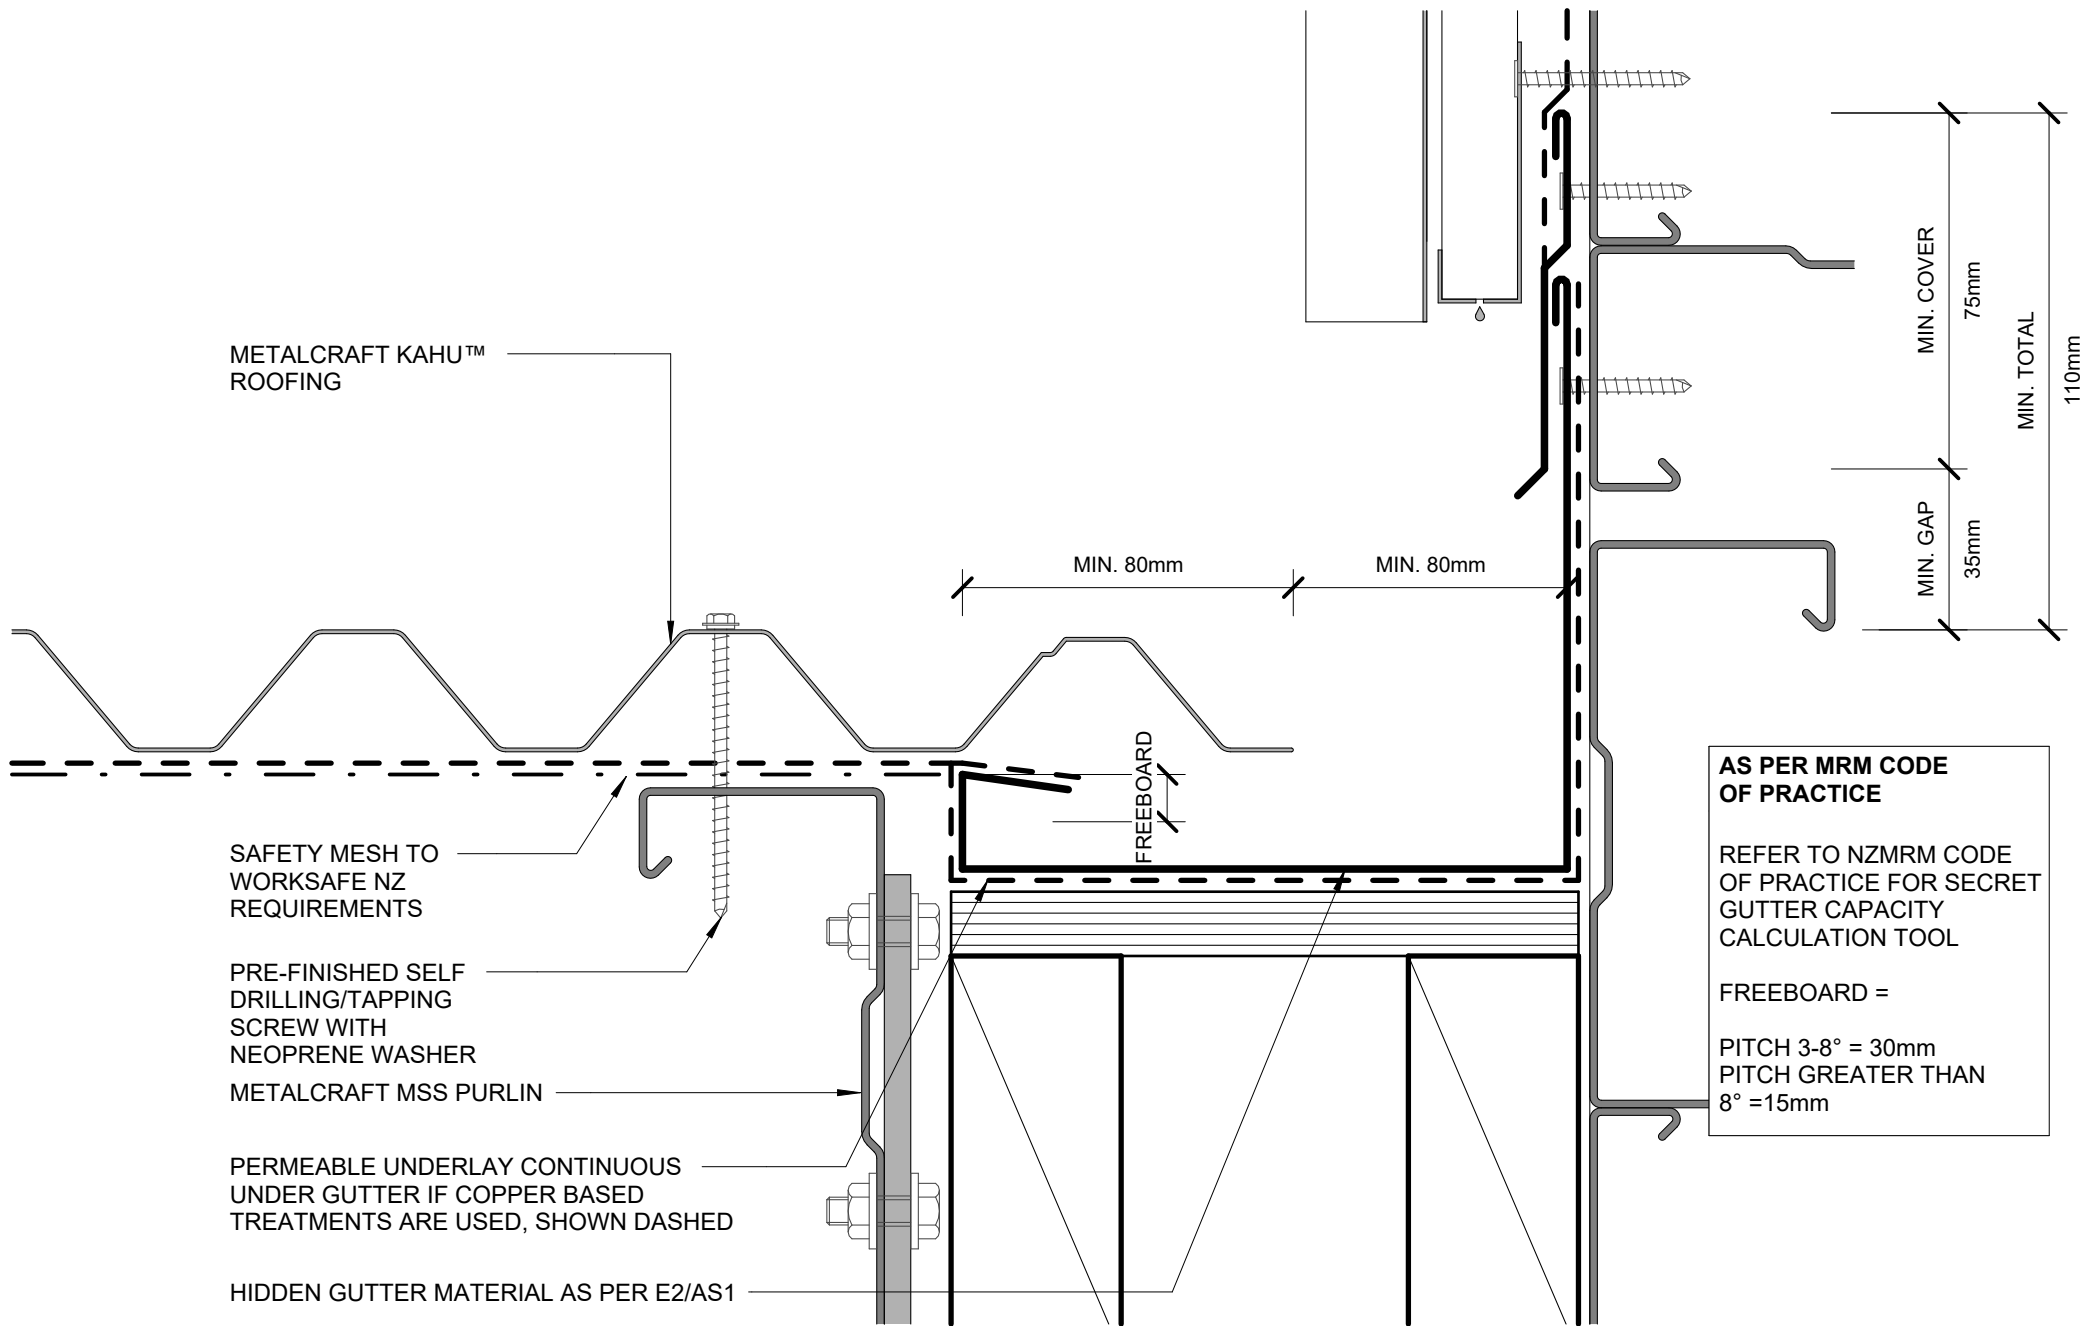 METALCRAFT KAHU™
ROOFING
SAFETY MESH TO
WORKSAFE NZ
REQUIREMENTS
PRE-FINISHED SELF
DRILLING/TAPPING
SCREW WITH
NEOPRENE WASHER
METALCRAFT MSS PURLIN
PERMEABLE UNDERLAY CONTINUOUS
UNDER GUTTER IF COPPER BASED
TREATMENTS ARE USED, SHOWN DASHED
HIDDEN GUTTER MATERIAL AS PER E2/AS1
MIN. 80mm
MIN. 80mm
FREEBOARD
MIN. COVER
75mm
MIN. GAP
35mm
MIN. TOTAL
110mm
AS PER MRM CODE
OF PRACTICE
REFER TO NZMRM CODE
OF PRACTICE FOR SECRET
GUTTER CAPACITY
CALCULATION TOOL
FREEBOARD =
PITCH 3-8° = 30mm
PITCH GREATER THAN
8° =15mm